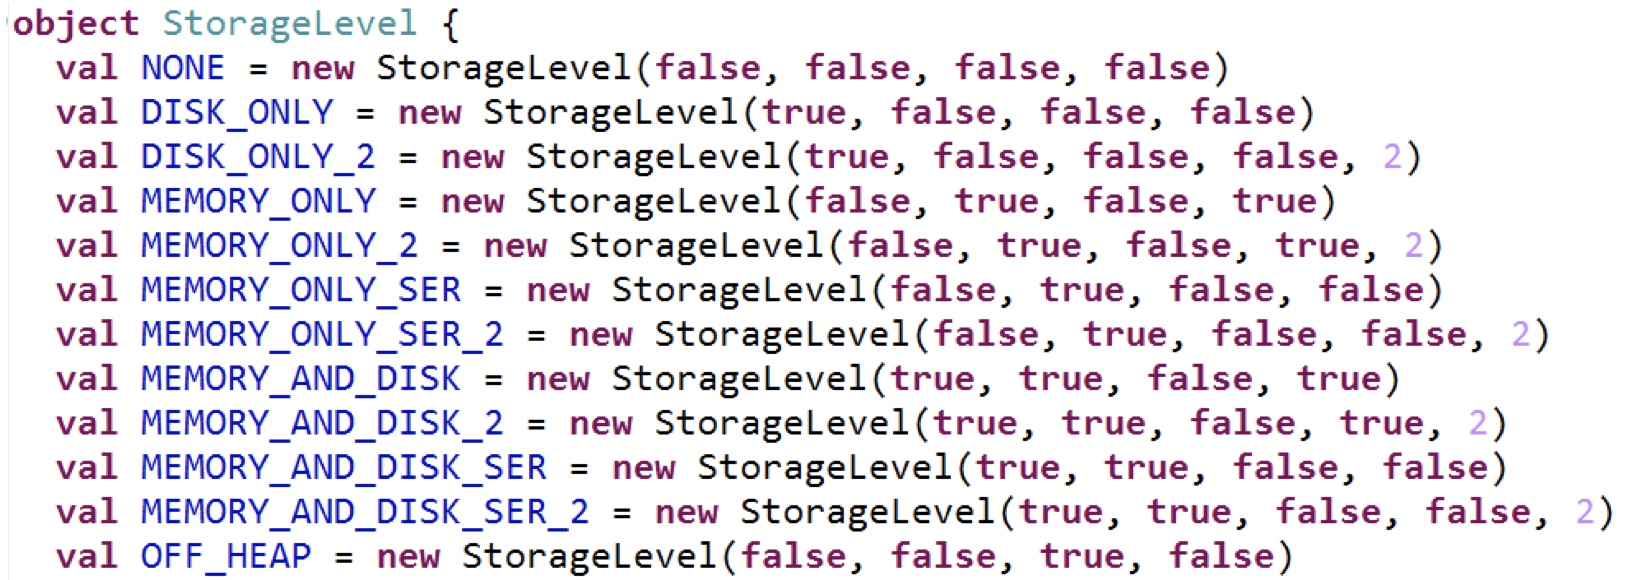 object StorageLevel {
val NONE = new StorageLevel(false, false, false, false)
val DISK_ONLY = new StorageLevel(true, false, false, false)
val DISK_ONLY_2 = new StorageLevel(true, false, false, false, 2)
val MEMORY_ONLY = new StorageLevel(false, true, false, true)
val MEMORY_ONLY_2 = new StorageLevel(false, true, false, true, 2)
val MEMORY_ONLY_SER = new StorageLevel(false, true, false, false)
val MEMORY_ONLY_SER_2 = new StorageLevel(false, true, false, false, 2)
val MEMORY_AND_DISK = new StorageLevel(true, true, false, true)
val MEMORY_AND_DISK_2 = new StorageLevel(true, true, false, true, 2)
val MEMORY_AND_DISK_SER = new StorageLevel(true, true, false, false)
val MEMORY_AND_DISK_SER_2 = new StorageLevel(true, true, false, false, 2)
val OFF_HEAP = new StorageLevel(false, false, true, false)